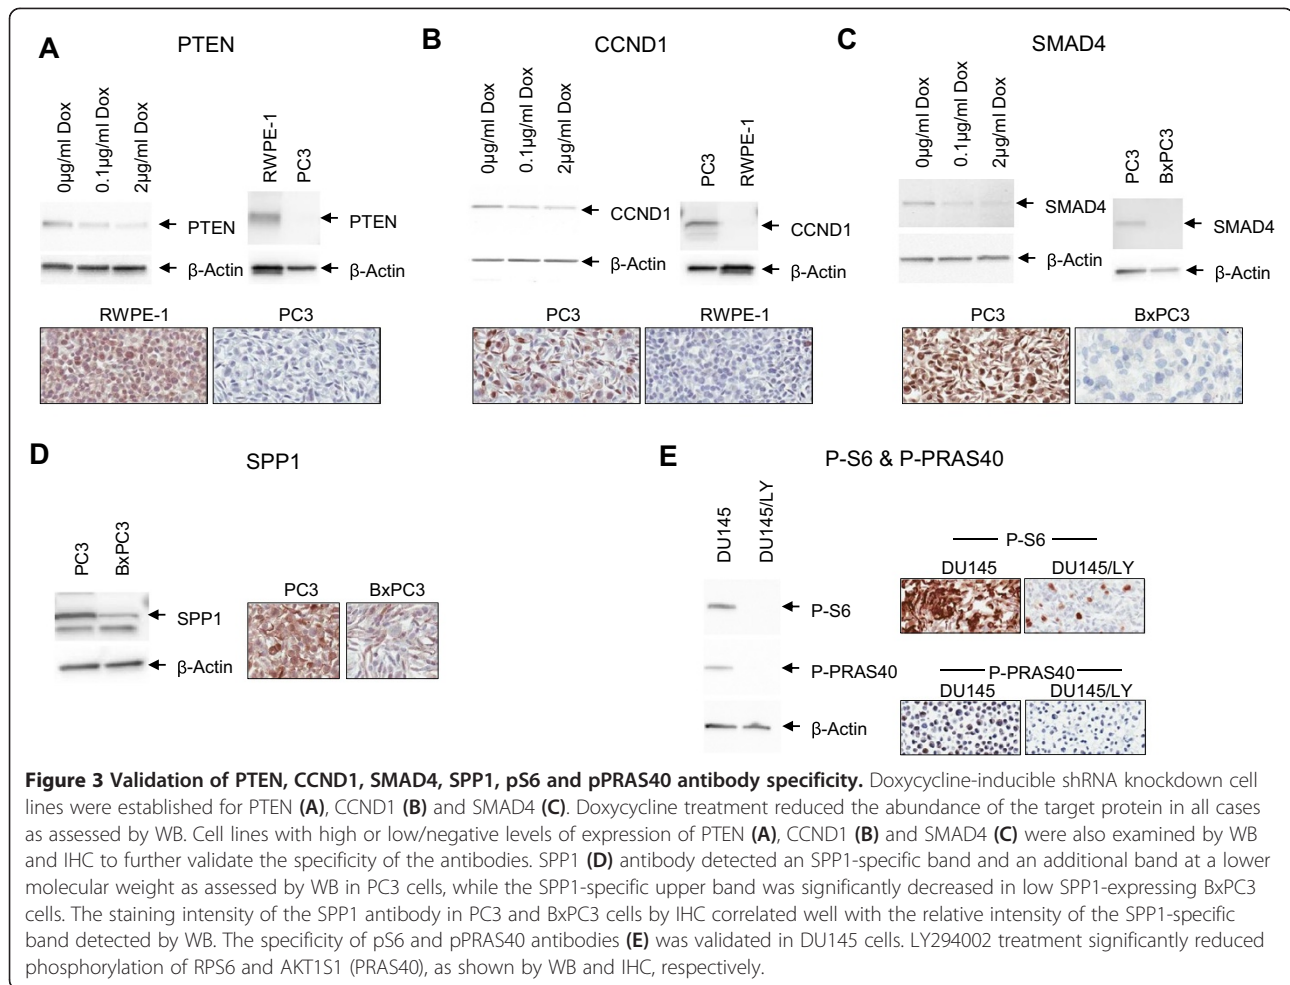 A
PTEN
0µg/ml Dox
0.1µg/ml Dox
2µg/ml Dox
RWPE-1
PC3
PTEN
β-Actin
PTEN
β-Actin
RWPE-1
PC3
B
CCND1
0µg/ml Dox
0.1µg/ml Dox
2µg/ml Dox
PC3
RWPE-1
CCND1
β-Actin
CCND1
β-Actin
PC3
RWPE-1
C
SMAD4
0µg/ml Dox
0.1µg/ml Dox
2µg/ml Dox
PC3
BxPC3
SMAD4
β-Actin
SMAD4
β-Actin
PC3
BxPC3
D
SPP1
PC3
BxPC3
SPP1
β-Actin
PC3
BxPC3
E
P-S6 & P-PRAS40
DU145
DU145/LY
P-S6
P-PRAS40
β-Actin
P-S6
DU145
DU145/LY
P-PRAS40
DU145
DU145/LY
Figure 3 Validation of PTEN, CCND1, SMAD4, SPP1, pS6 and pPRAS40 antibody specificity. Doxycycline-inducible shRNA knockdown cell
lines were established for PTEN (A), CCND1 (B) and SMAD4 (C). Doxycycline treatment reduced the abundance of the target protein in all cases
as assessed by WB. Cell lines with high or low/negative levels of expression of PTEN (A), CCND1 (B) and SMAD4 (C) were also examined by WB
and IHC to further validate the specificity of the antibodies. SPP1 (D) antibody detected an SPP1-specific band and an additional band at a lower
molecular weight as assessed by WB in PC3 cells, while the SPP1-specific upper band was significantly decreased in low SPP1-expressing BxPC3
cells. The staining intensity of the SPP1 antibody in PC3 and BxPC3 cells by IHC correlated well with the relative intensity of the SPP1-specific
band detected by WB. The specificity of pS6 and pPRAS40 antibodies (E) was validated in DU145 cells. LY294002 treatment significantly reduced
phosphorylation of RPS6 and AKT1S1 (PRAS40), as shown by WB and IHC, respectively.